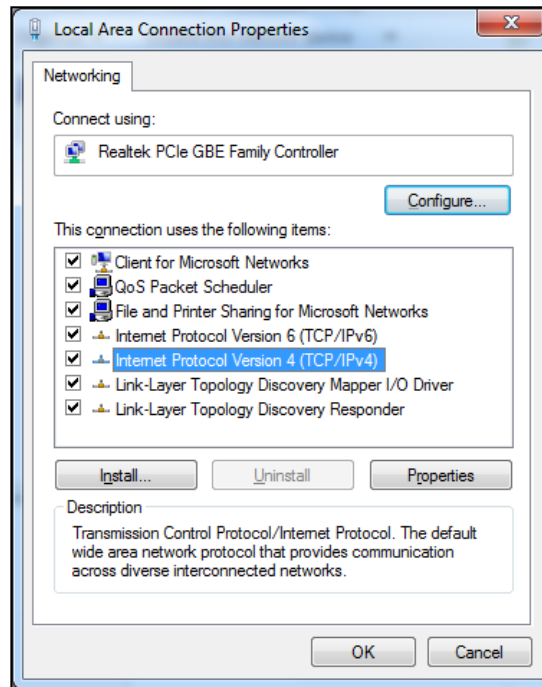 Local Area Connection Properties
Networking
Connect using:
Realtek PCIe GBE Family Controller
Configure...
This connection uses the following items:
Client for Microsoft Networks
QoS Packet Scheduler
File and Printer Sharing for Microsoft Networks
Internet Protocol Version 6 (TCP/IPv6)
Internet Protocol Version 4 (TCP/IPv4)
Link-Layer Topology Discovery Mapper I/O Driver
Link-Layer Topology Discovery Responder
Install... Uninstall Properties
Description
Transmission Control Protocol/Internet Protocol. The default
wide area network protocol that provides communication
across diverse interconnected networks.
OK Cancel